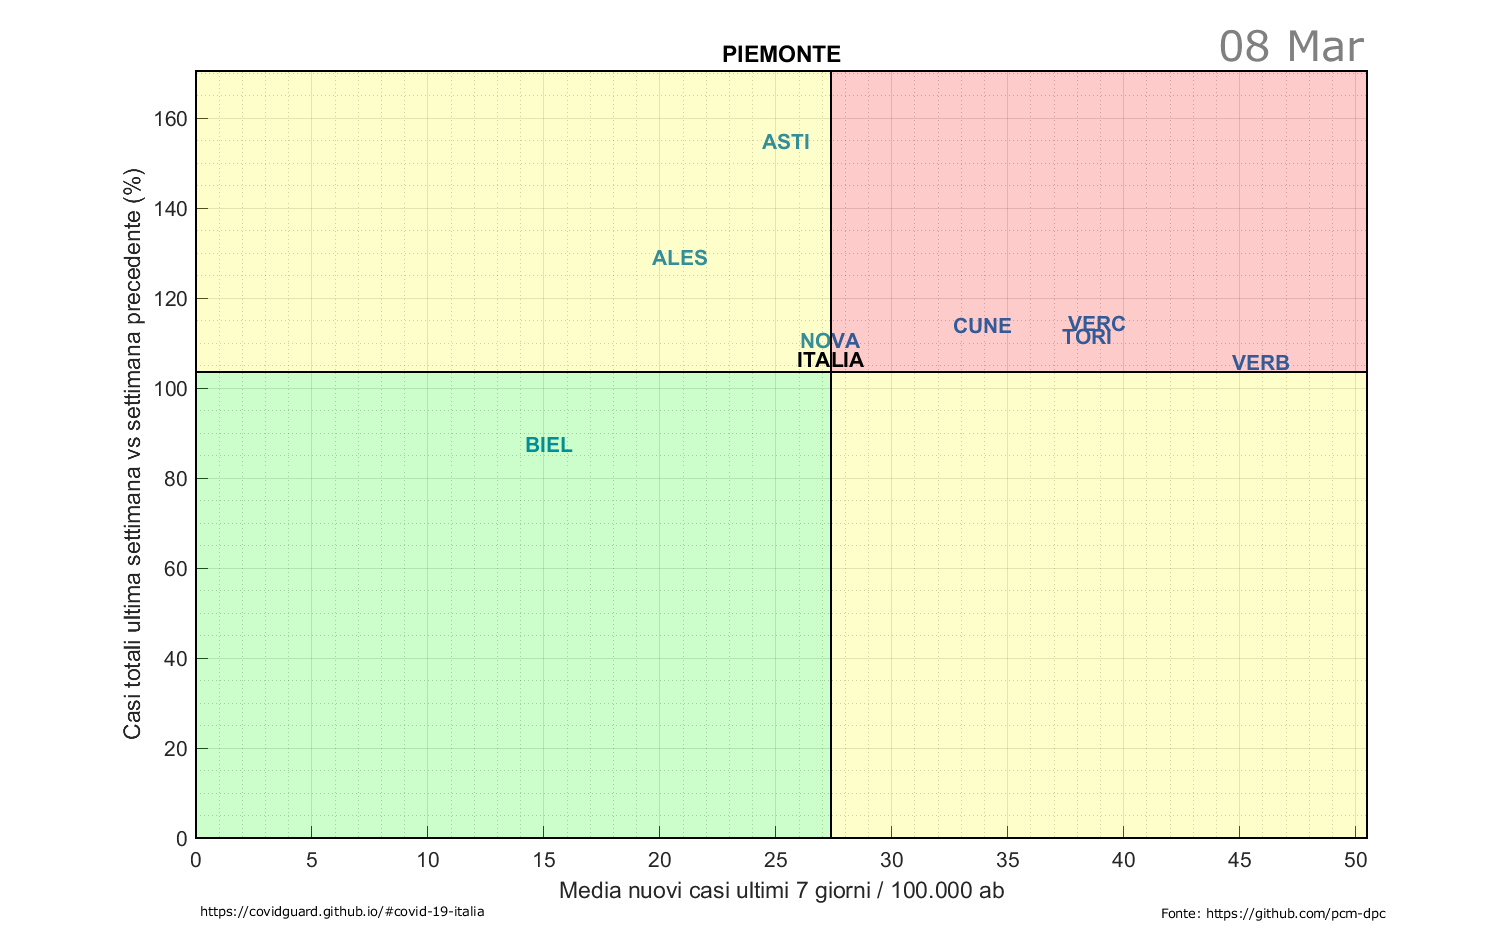 PIEMONTE
08 Mar
Casi totali ultima settimana vs settimana precedente (%)
160
140
120
100
80
60
40
20
0
ASTI
ALES
NOVA
ITALIA
CUNE
VERC
TORI
VERB
BIEL
0 5 10 15 20 25 30 35 40 45 50
Media nuovi casi ultimi 7 giorni / 100.000 ab
https://covidguard.github.io/#covid-19-italia
Fonte: https://github.com/pcm-dpc